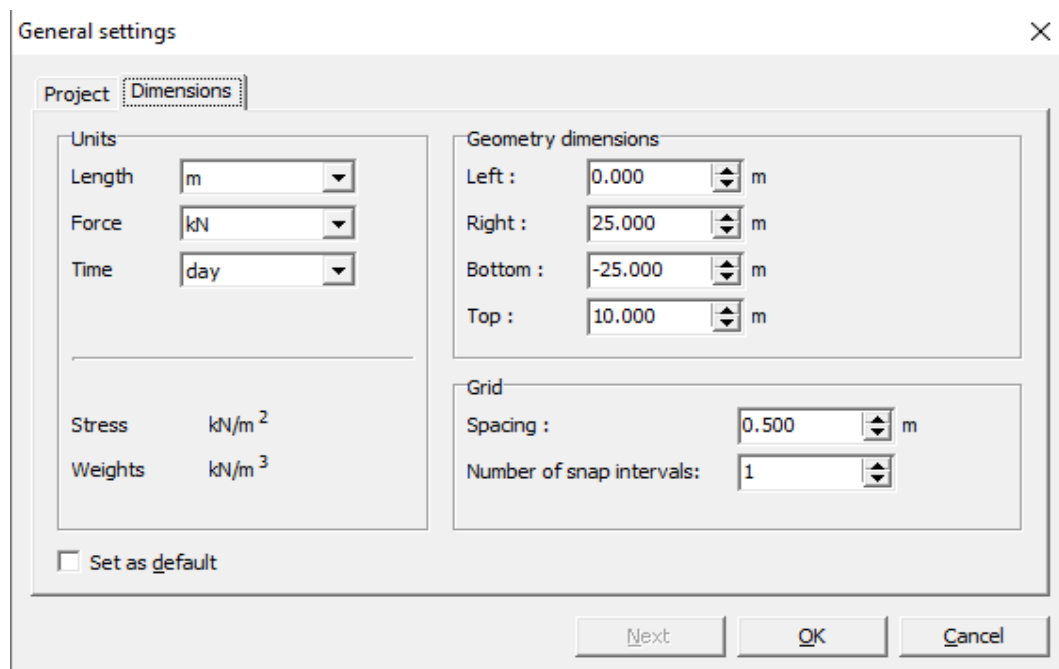 General settings
Project Dimensions
Units
Length m
Force kN
Time day
Stress kN/m 2
Weights kN/m 3
Geometry dimensions
Left : 0.000 m
Right : 25.000 m
Bottom : -25.000 m
Top : 10.000 m
Grid
Spacing : 0.500 m
Number of snap intervals: 1
Set as default
Next OK Cancel